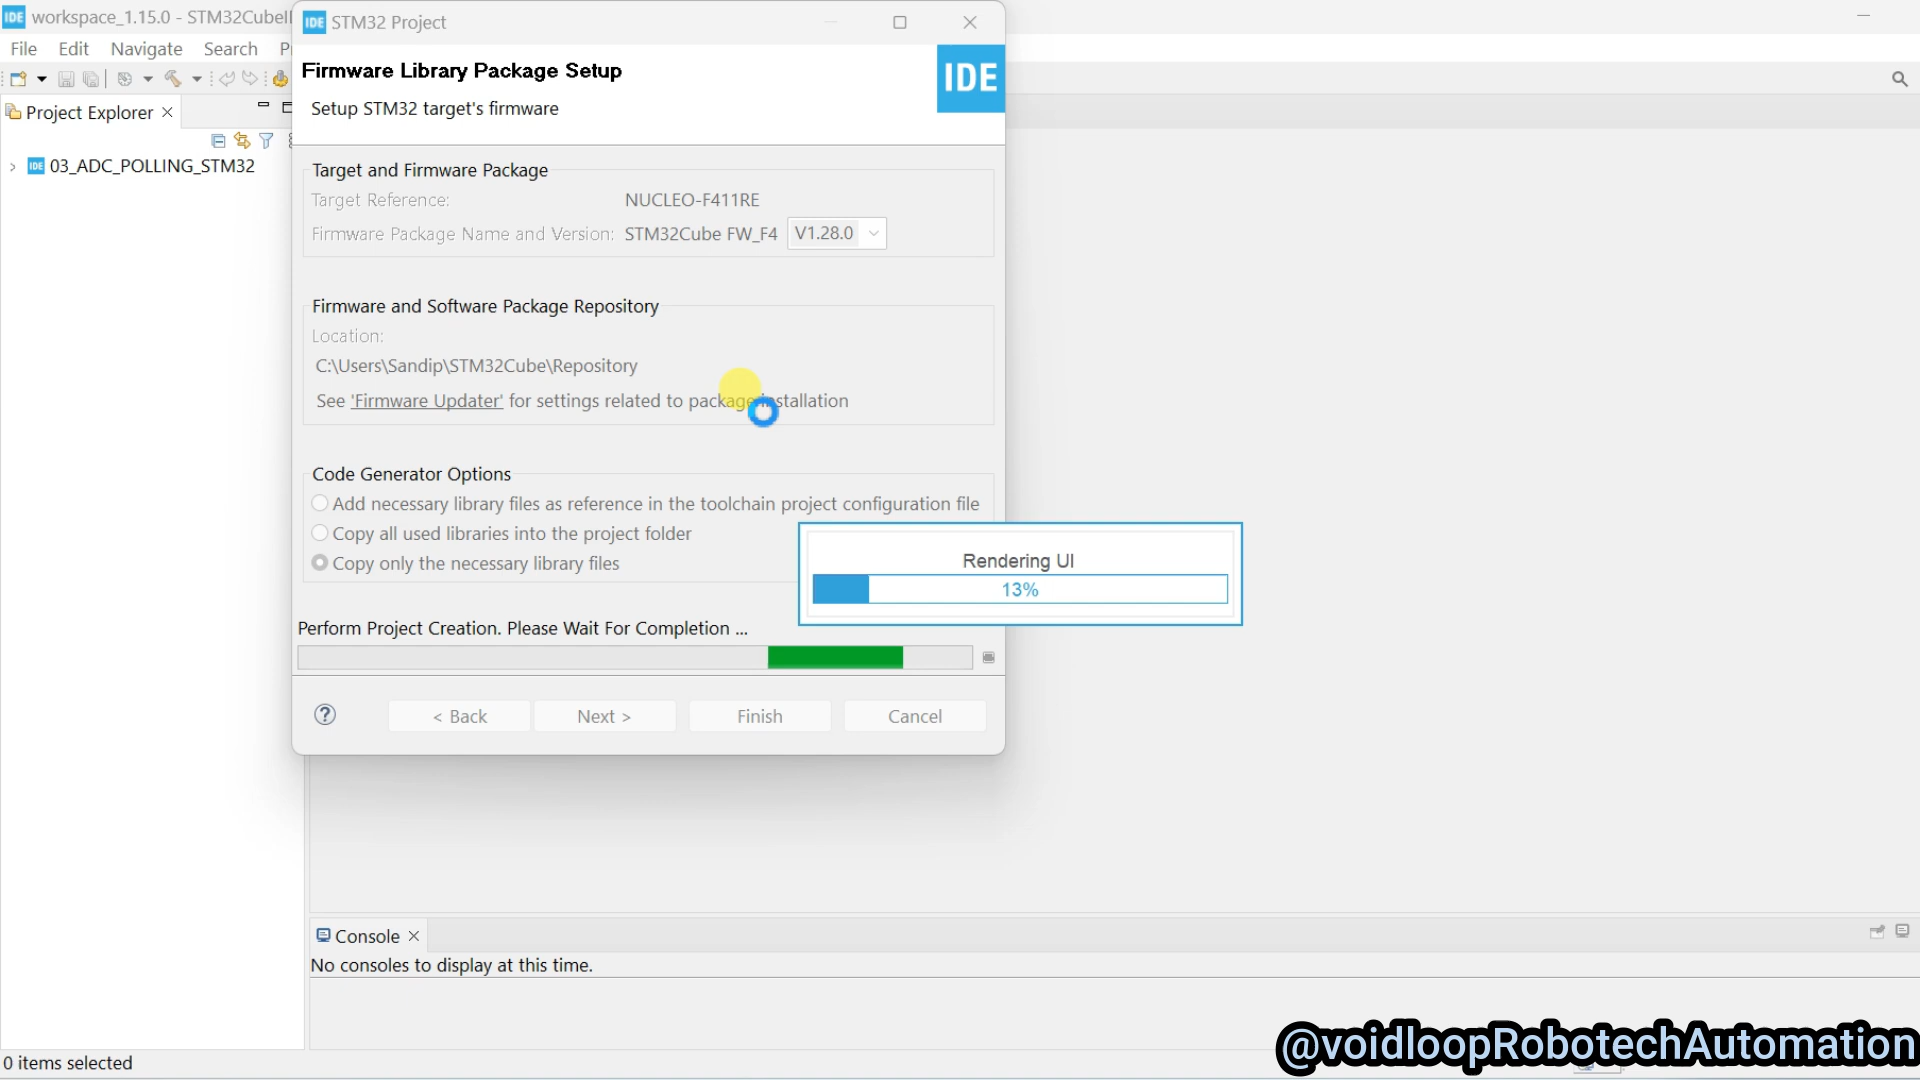 IDE workspace_1.15.0 - STM32CubeI
File Edit Navigate Search P
Project Explorer
IDE 03_ADC_POLLING_STM32
IDE STM32 Project
Firmware Library Package Setup
Setup STM32 target's firmware
IDE
Target and Firmware Package
Target Reference: NUCLEO-F411RE
Firmware Package Name and Version: STM32Cube FW_F4 V1.28.0
Firmware and Software Package Repository
Location:
C:\Users\Sandip\STM32Cube\Repository
See 'Firmware Updater' for settings related to package installation
Code Generator Options
Add necessary library files as reference in the toolchain project configuration file
Copy all used libraries into the project folder
Copy only the necessary library files
Rendering UI
13%
Perform Project Creation. Please Wait For Completion ...
? < Back Next > Finish Cancel
Console
No consoles to display at this time.
0 items selected
@voidloopRobotechAutomation